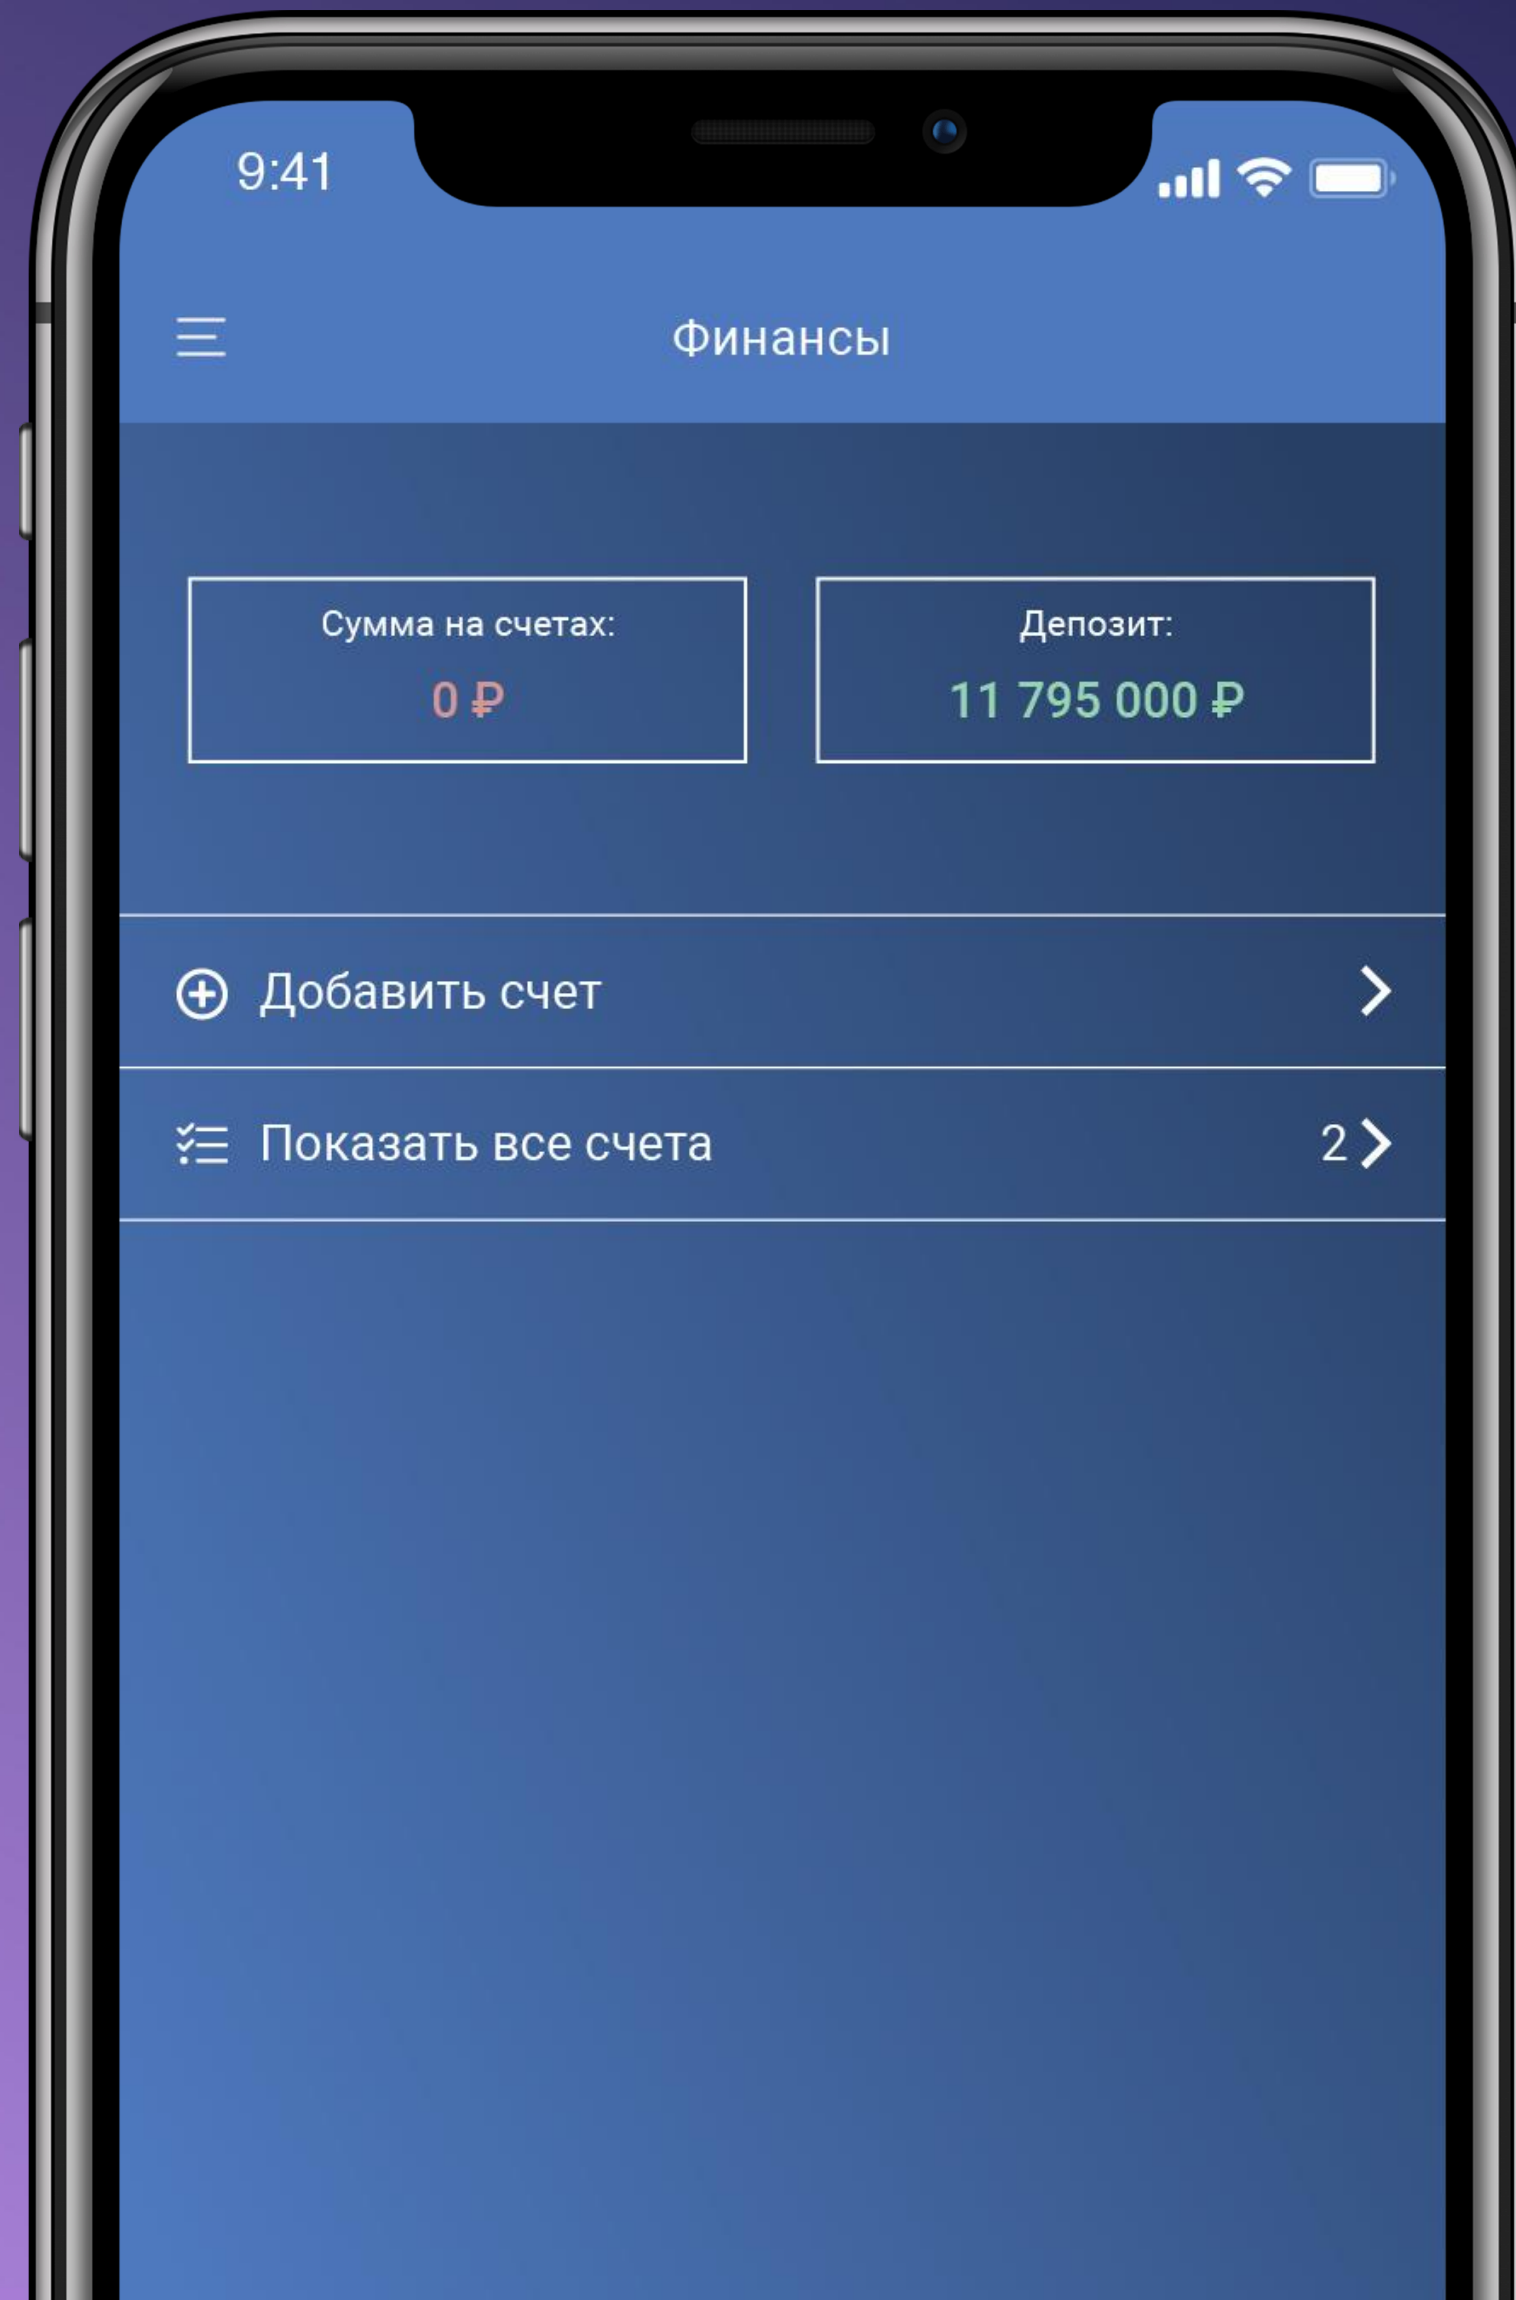 9:41
Финансы
Сумма на счетах:
0 ₽
Депозит:
11 795 000 ₽
Добавить счет
Показать все счета 2